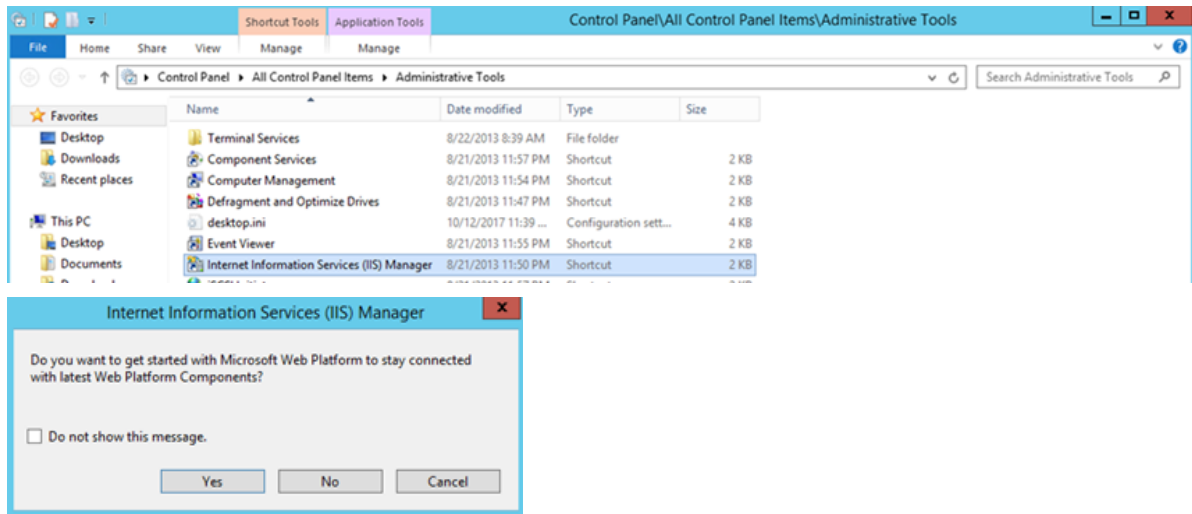 Shortcut Tools Application Tools Control Panel\All Control Panel Items\Administrative Tools
File Home Share View Manage Manage
Control Panel All Control Panel Items Administrative Tools Search Administrative Tools
Favorites
Desktop
Downloads
Recent places
This PC
Desktop
Documents
Name Date modified Type Size
Terminal Services 8/22/2013 8:39 AM File folder
Component Services 8/21/2013 11:57 PM Shortcut 2 KB
Computer Management 8/21/2013 11:54 PM Shortcut 2 KB
Defragment and Optimize Drives 8/21/2013 11:47 PM Shortcut 2 KB
desktop.ini 10/12/2017 11:39 ... Configuration sett... 4 KB
Event Viewer 8/21/2013 11:55 PM Shortcut 2 KB
Internet Information Services (IIS) Manager 8/21/2013 11:50 PM Shortcut 2 KB
Internet Information Services (IIS) Manager
Do you want to get started with Microsoft Web Platform to stay connected
with latest Web Platform Components?
Do not show this message.
Yes No Cancel